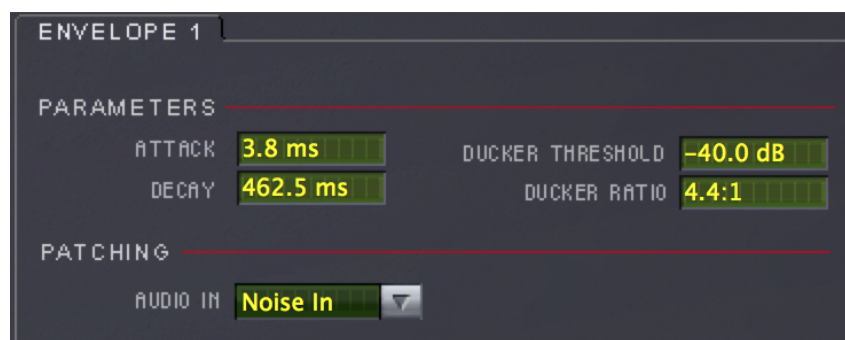 ENVELOPE 1
PARAMETERS
ATTACK 3.8 ms
DUCKER THRESHOLD –40.0 dB
DECAY 462.5 ms
DUCKER RATIO 4.4:1
PATCHING
AUDIO IN Noise In